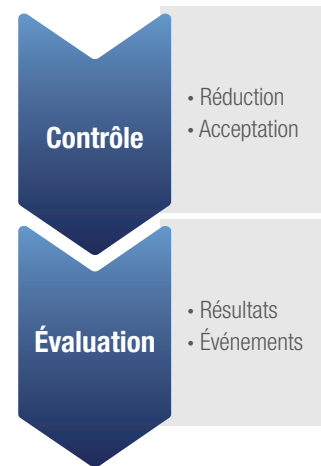 Contrôle
• Réduction
• Acceptation
Évaluation
• Résultats
• Événements